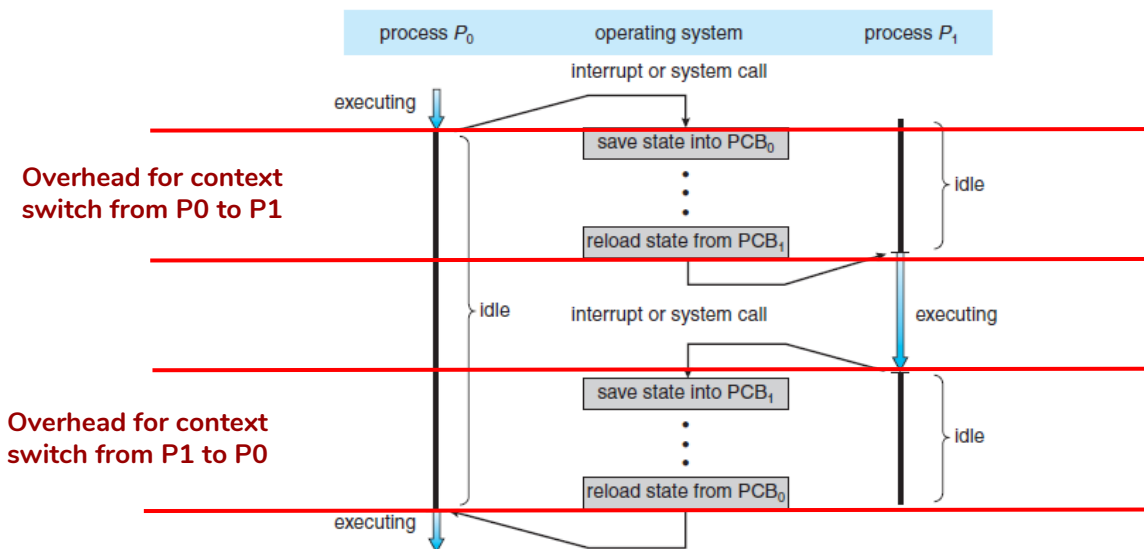 process P₀ operating system process P₁
interrupt or system call
executing
save state into PCB₀
Overhead for context
switch from P0 to P1
idle
reload state from PCB₁
idle
interrupt or system call
executing
save state into PCB₁
Overhead for context
switch from P1 to P0
idle
reload state from PCB₀
executing